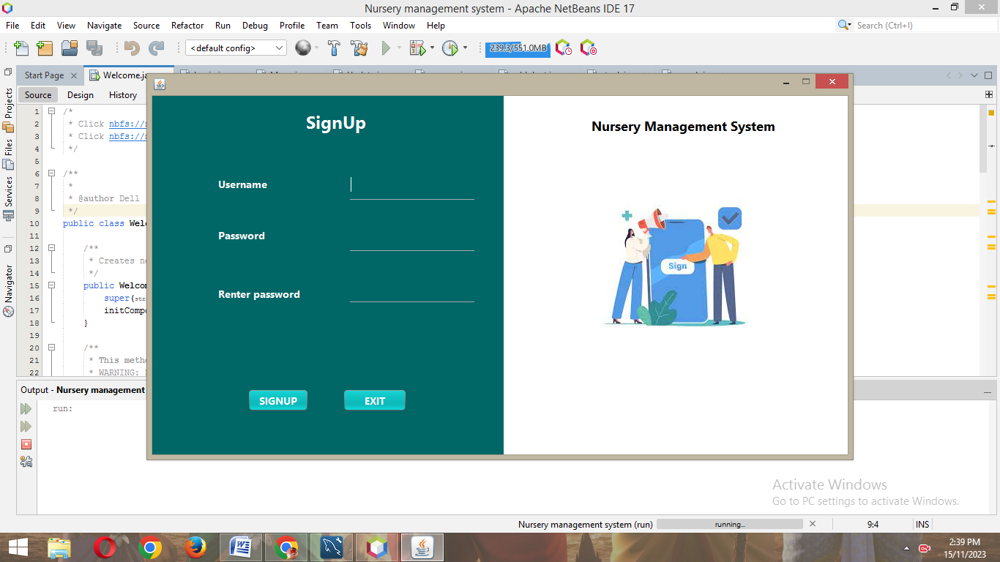 Nursery management system - Apache NetBeans IDE 17
File Edit View Navigate Source Refactor Run Debug Profile Team Tools Window Help
Search (Ctrl+I)
<default config>
239.3/551.0MB
Start Page
Welcome.ja
Source Design History
Projects
Files
Services
Navigator
1 /*
2 * Click nbfs://
3 * Click nbfs://
4 */
5
6 /**
7 *
8 * @author Dell
9 */
10 public class Welc
11
12 /**
13 * Creates ne
14 */
15 public Welcom
16 super(str
17 initCompo
18 }
19
20 /**
21 * This metho
22 * WARNING:
SignUp
Username
Password
Renter password
SIGNUP
EXIT
Nursery Management System
Sign
Output - Nursery management
run:
Activate Windows
Go to PC settings to activate Windows.
Nursery management system (run)
running...
9:4
INS
2:39 PM
15/11/2023